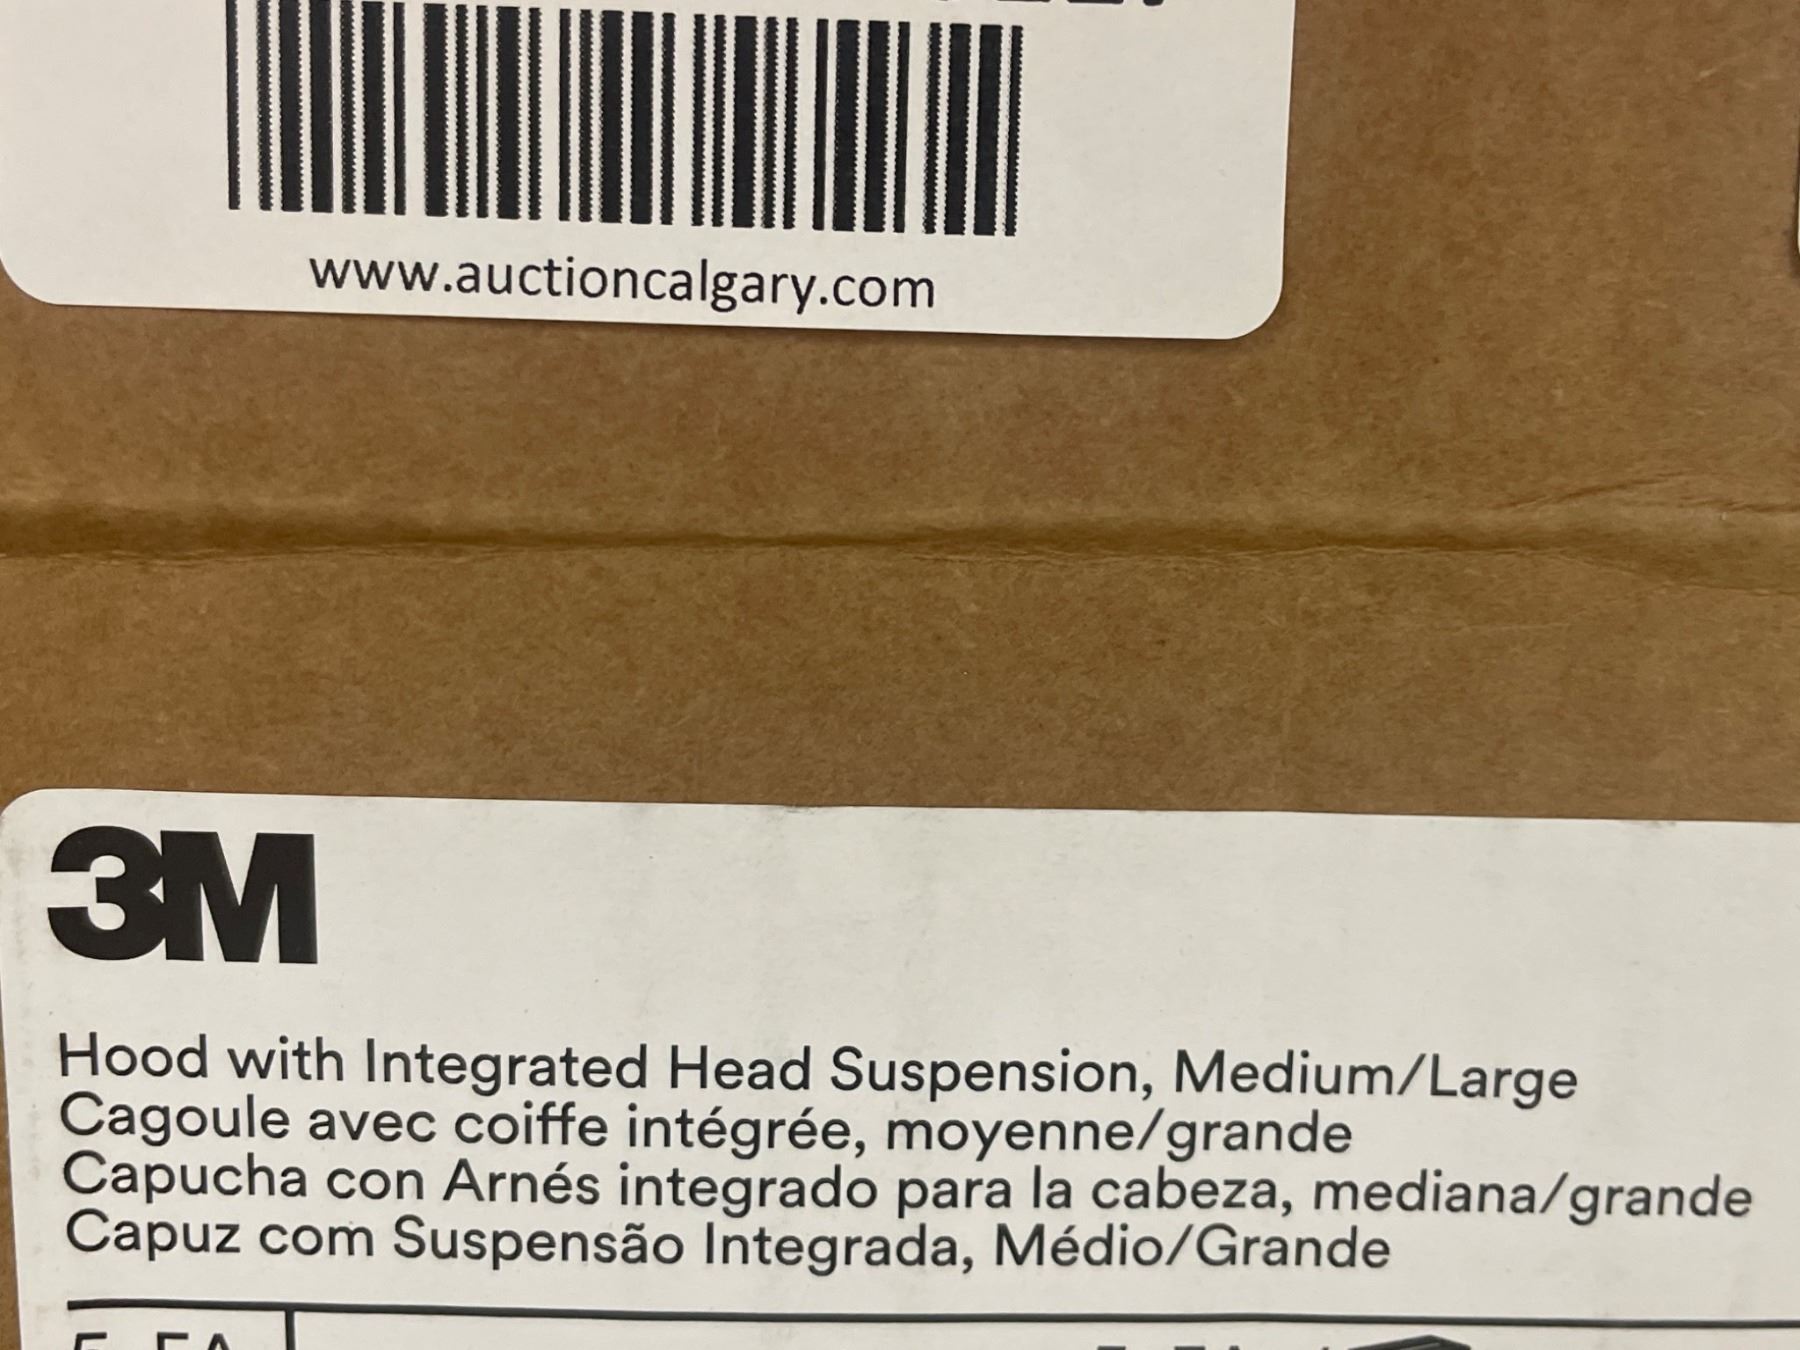 www.auctioncalgary.com
3M
Hood with Integrated Head Suspension, Medium/Large
Cagoule avec coiffe intégrée, moyenne/grande
Capucha con Arnés integrado para la cabeza, mediana/grande
Capuz com Suspensão Integrada, Médio/Grande